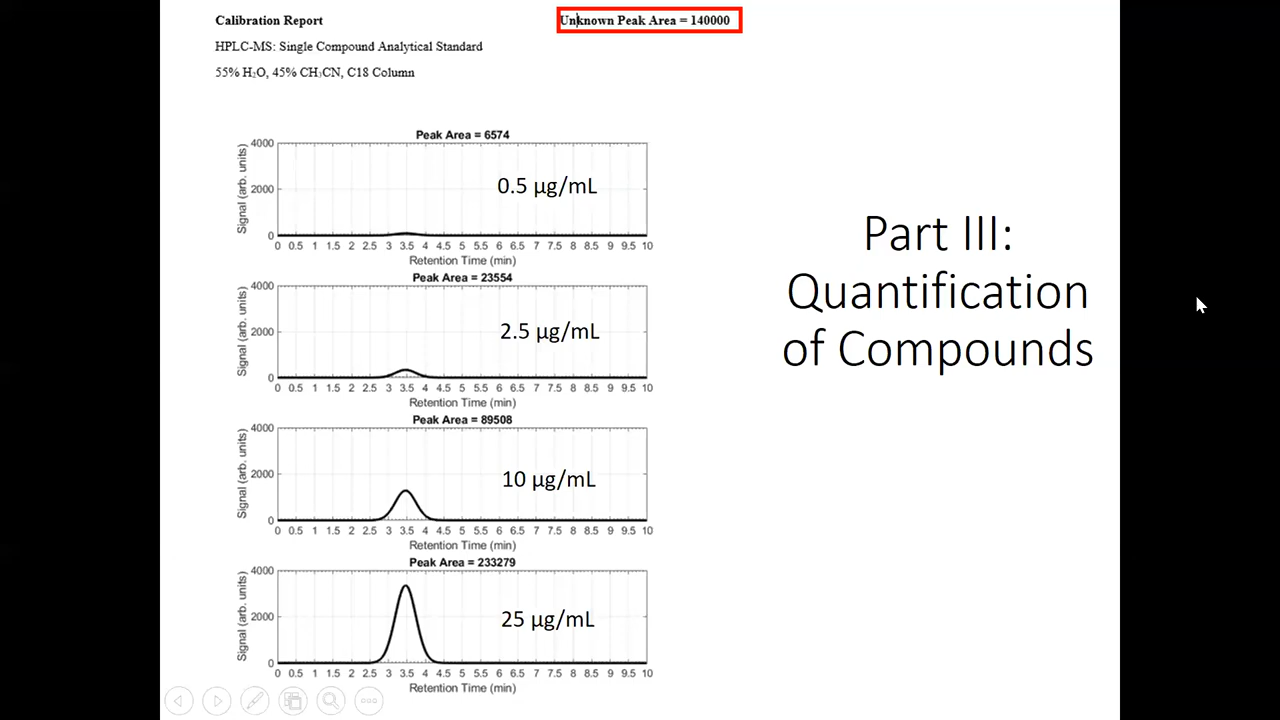 Calibration Report
Unknown Peak Area = 140000
HPLC-MS: Single Compound Analytical Standard
55% H₂O, 45% CH₃CN, C18 Column
Peak Area = 6574
Signal (arb. units)
4000
2000
0
0.5 µg/mL
0 0.5 1 1.5 2 2.5 3 3.5 4 4.5 5 5.5 6 6.5 7 7.5 8 8.5 9 9.5 10
Retention Time (min)
Peak Area = 23554
Signal (arb. units)
4000
2000
0
2.5 µg/mL
0 0.5 1 1.5 2 2.5 3 3.5 4 4.5 5 5.5 6 6.5 7 7.5 8 8.5 9 9.5 10
Retention Time (min)
Peak Area = 89508
Signal (arb. units)
4000
2000
0
10 µg/mL
0 0.5 1 1.5 2 2.5 3 3.5 4 4.5 5 5.5 6 6.5 7 7.5 8 8.5 9 9.5 10
Retention Time (min)
Peak Area = 233279
Signal (arb. units)
4000
2000
0
25 µg/mL
0 0.5 1 1.5 2 2.5 3 3.5 4 4.5 5 5.5 6 6.5 7 7.5 8 8.5 9 9.5 10
Retention Time (min)
Part III:
Quantification
of Compounds